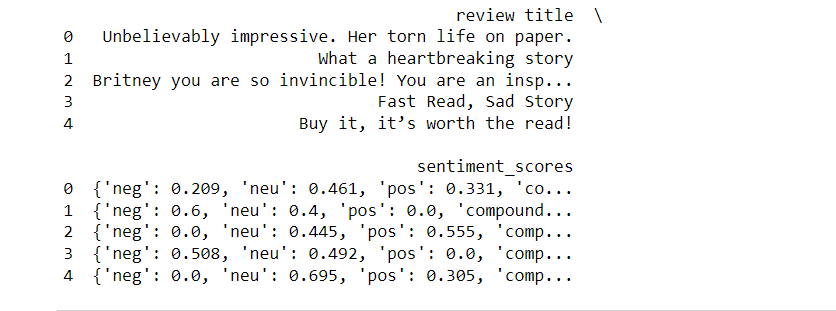 review title \
0 Unbelievably impressive. Her torn life on paper.
1 What a heartbreaking story
2 Britney you are so invincible! You are an insp...
3 Fast Read, Sad Story
4 Buy it, it’s worth the read!
sentiment_scores
0 {'neg': 0.209, 'neu': 0.461, 'pos': 0.331, 'co...
1 {'neg': 0.6, 'neu': 0.4, 'pos': 0.0, 'compound...
2 {'neg': 0.0, 'neu': 0.445, 'pos': 0.555, 'comp...
3 {'neg': 0.508, 'neu': 0.492, 'pos': 0.0, 'comp...
4 {'neg': 0.0, 'neu': 0.695, 'pos': 0.305, 'comp...